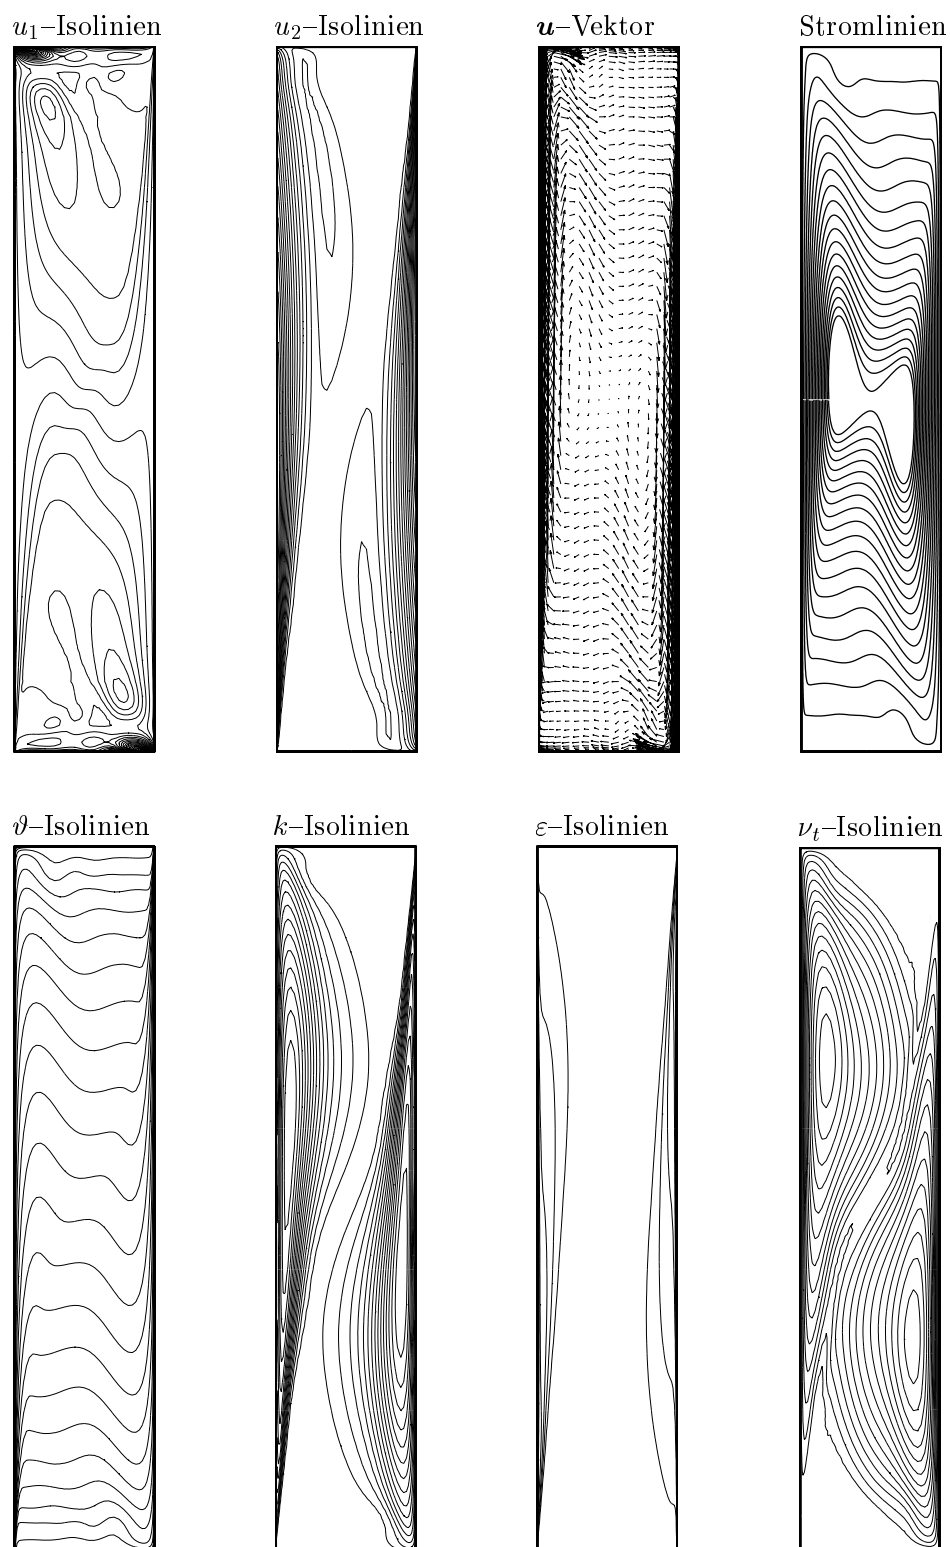 u₁–Isolinien
u₂–Isolinien
u–Vektor
Stromlinien
ϑ–Isolinien
k–Isolinien
ε–Isolinien
νₜ–Isolinien